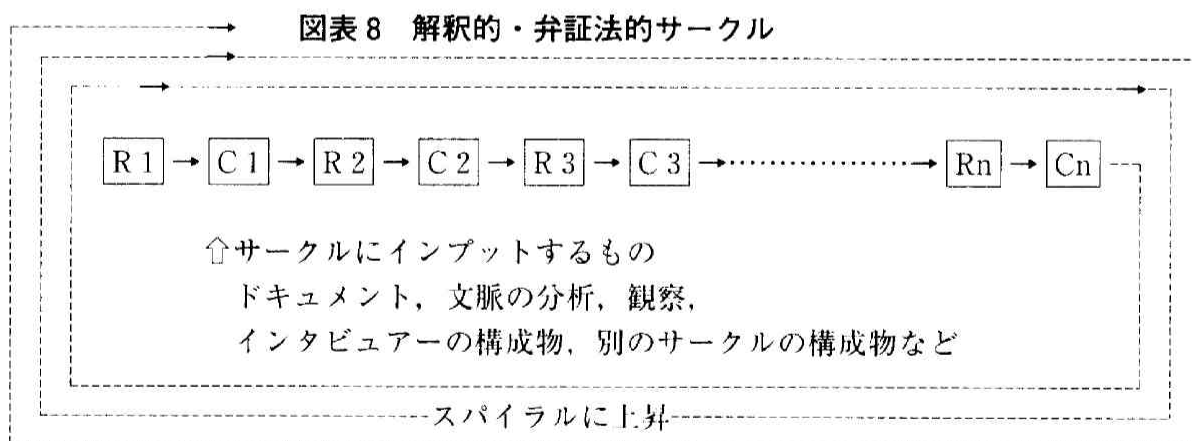 図表8 解釈的・弁証法的サークル
R1→C1→R2→C2→R3→C3→………………→Rn→Cn
⇧サークルにインプットするもの
ドキュメント，文脈の分析，観察，
インタビュアーの構成物，別のサークルの構成物など
スパイラルに上昇